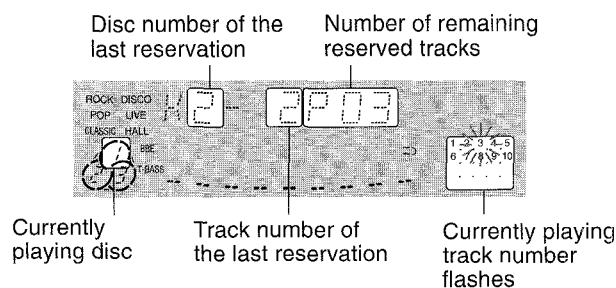 Disc number of the
last reservation
Number of remaining
reserved tracks
ROCK DISCO
POP LIVE
CLASSIC HALL
BBE
T-BASS
2-
2P03
1 2 3 4 5
6 7 8 9 10
Currently
playing disc
Track number of
the last reservation
Currently playing
track number
flashes